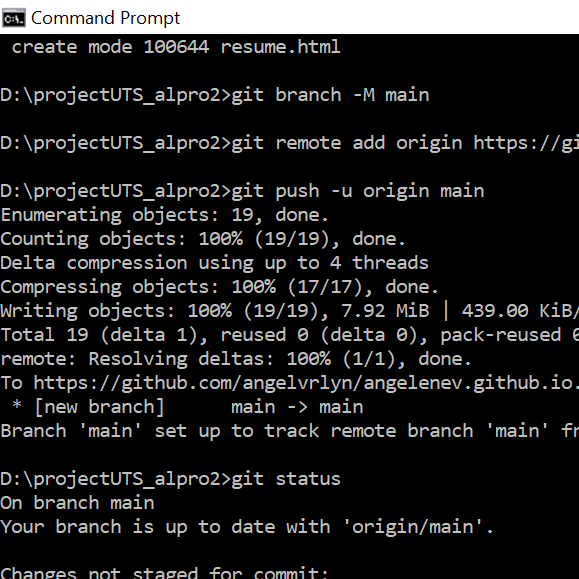 Command Prompt
create mode 100644 resume.html
D:\projectUTS_alpro2>git branch -M main
D:\projectUTS_alpro2>git remote add origin https://gi
D:\projectUTS_alpro2>git push -u origin main
Enumerating objects: 19, done.
Counting objects: 100% (19/19), done.
Delta compression using up to 4 threads
Compressing objects: 100% (17/17), done.
Writing objects: 100% (19/19), 7.92 MiB | 439.00 KiB/
Total 19 (delta 1), reused 0 (delta 0), pack-reused 0
remote: Resolving deltas: 100% (1/1), done.
To https://github.com/angelvrlyn/angelenev.github.io.
* [new branch]      main -> main
Branch 'main' set up to track remote branch 'main' fr
D:\projectUTS_alpro2>git status
On branch main
Your branch is up to date with 'origin/main'.
Changes not staged for commit: